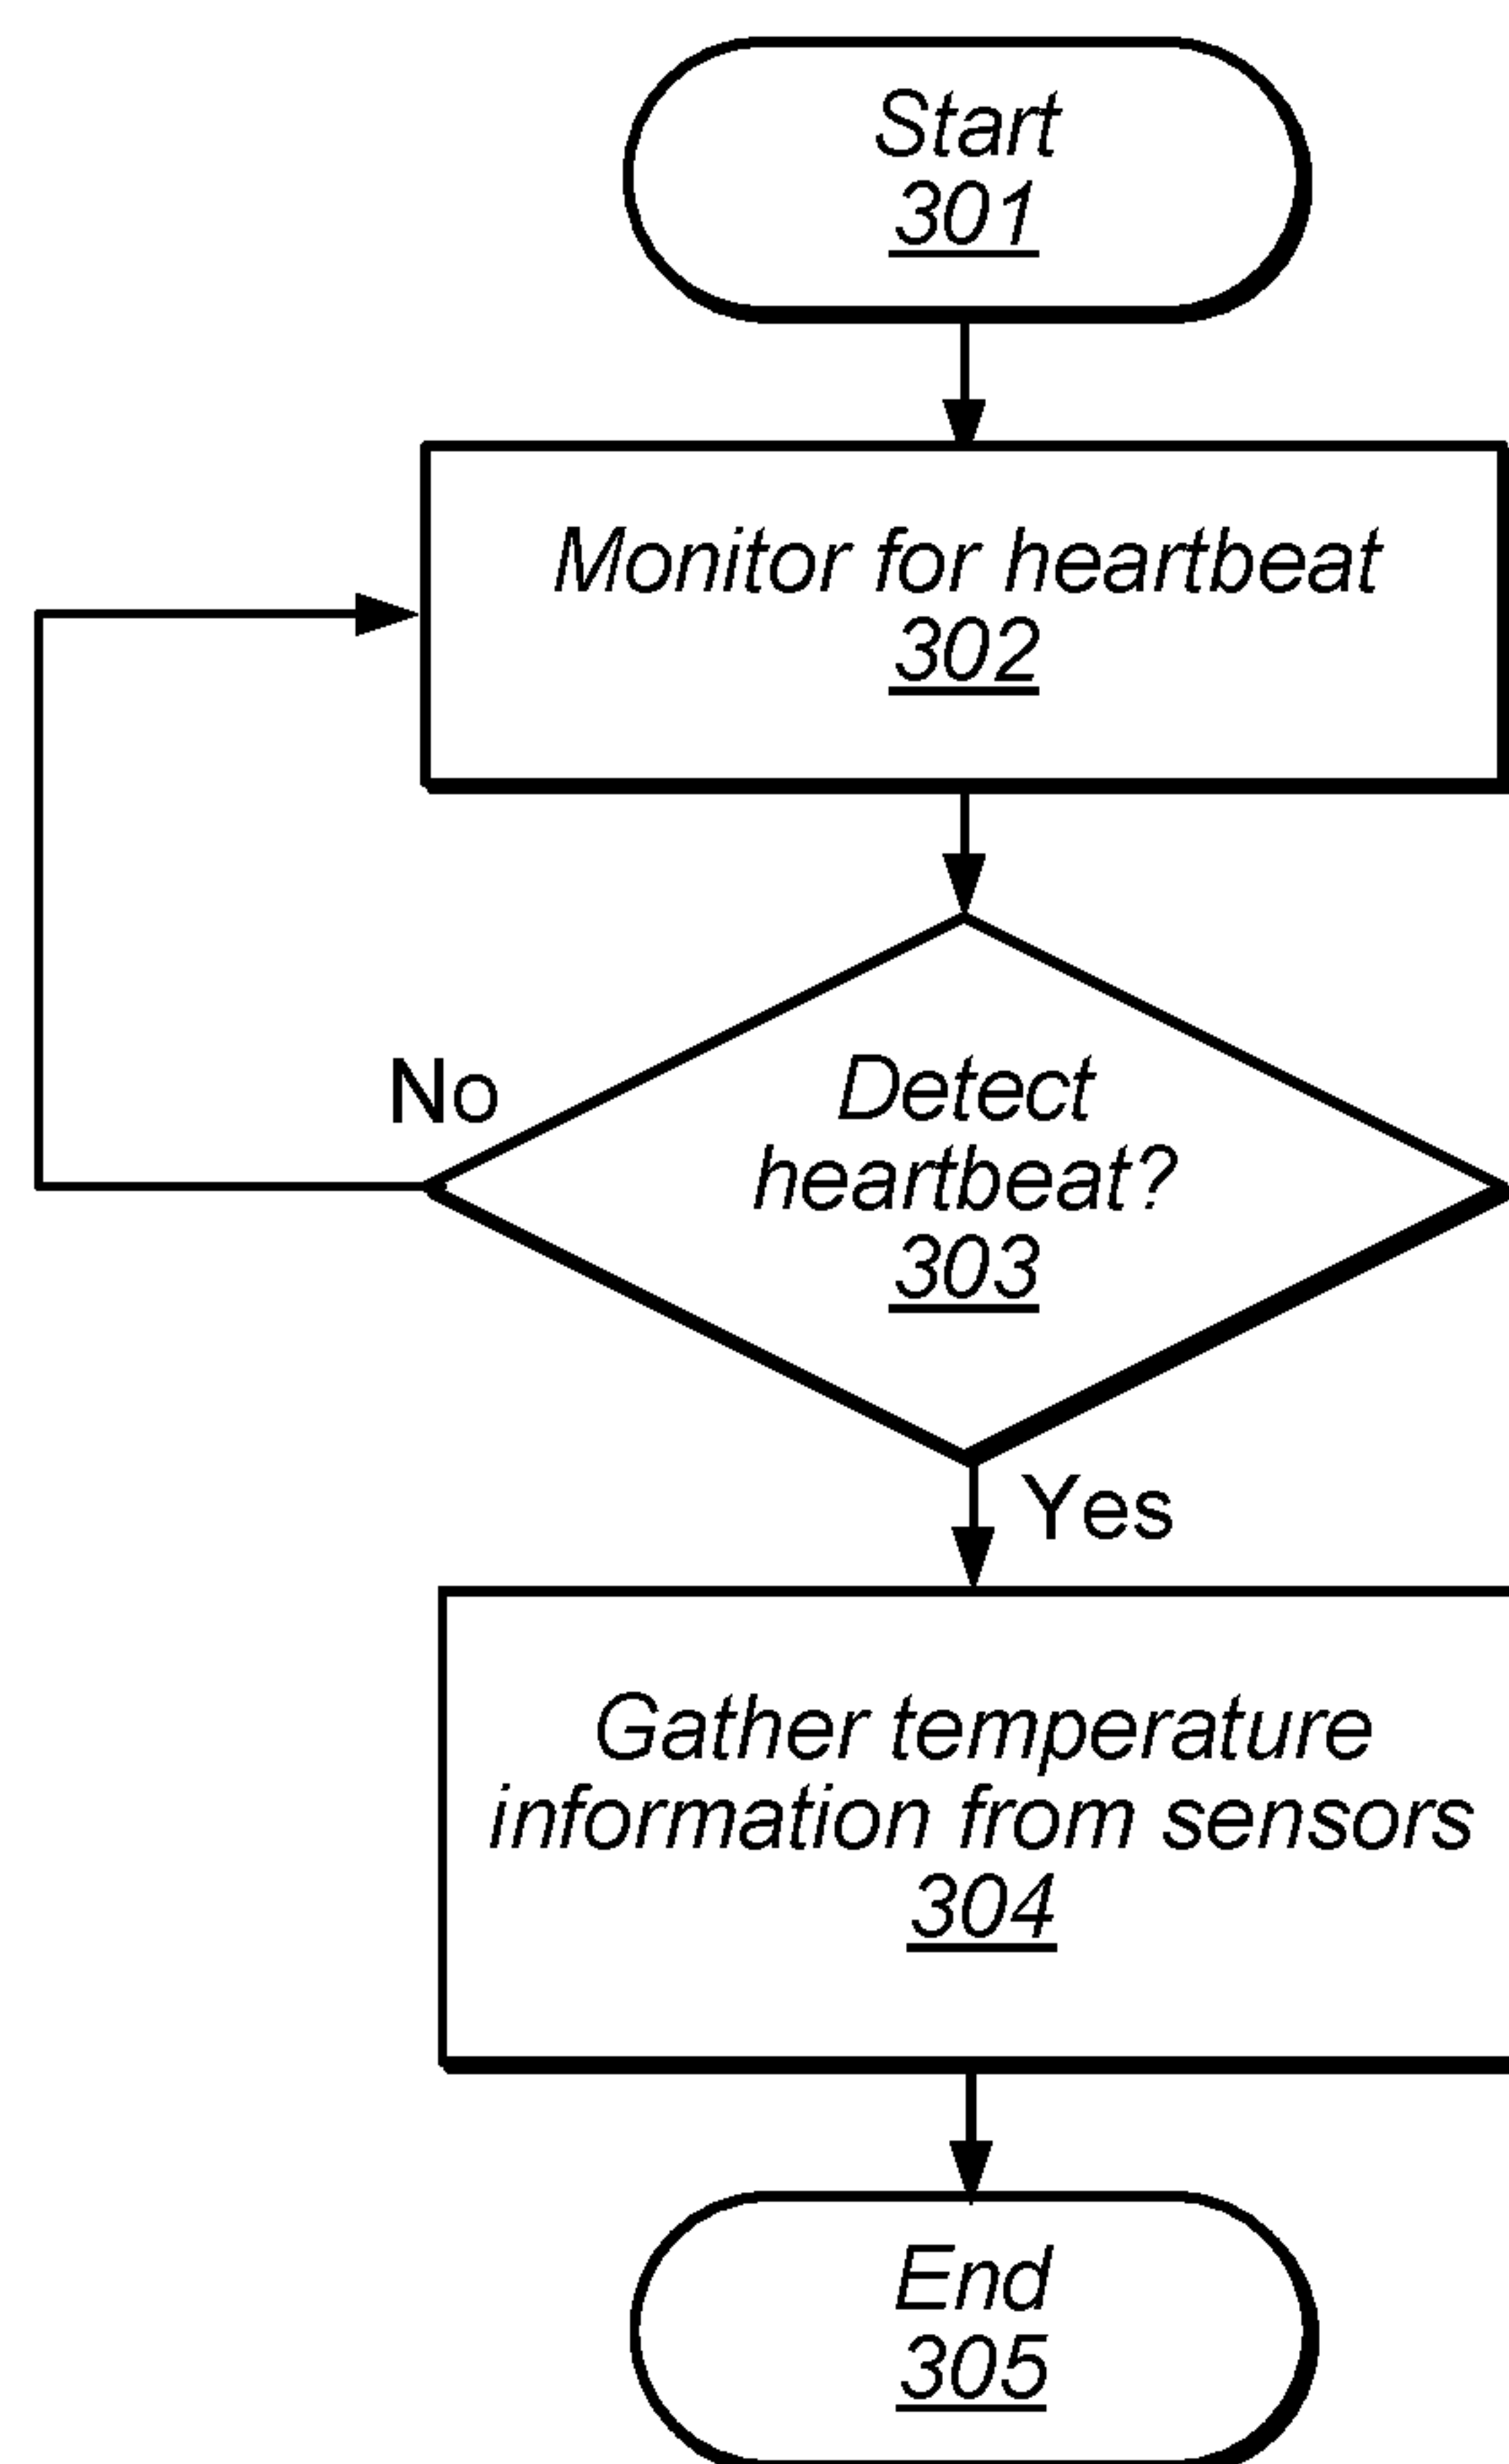 Start
301
Monitor for heartbeat
302
No
Detect
heartbeat?
303
Yes
Gather temperature
information from sensors
304
End
305